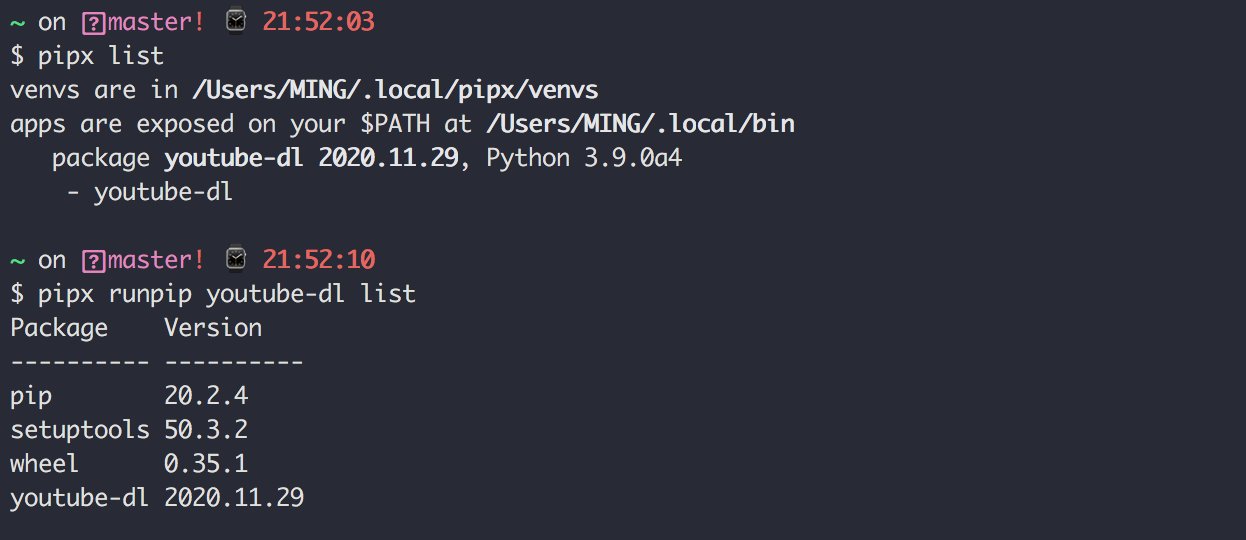 ~ on master! 21:52:03
$ pipx list
venvs are in /Users/MING/.local/pipx/venvs
apps are exposed on your $PATH at /Users/MING/.local/bin
   package youtube-dl 2020.11.29, Python 3.9.0a4
    - youtube-dl
~ on master! 21:52:10
$ pipx runpip youtube-dl list
Package    Version
---------- ----------
pip        20.2.4
setuptools 50.3.2
wheel      0.35.1
youtube-dl 2020.11.29